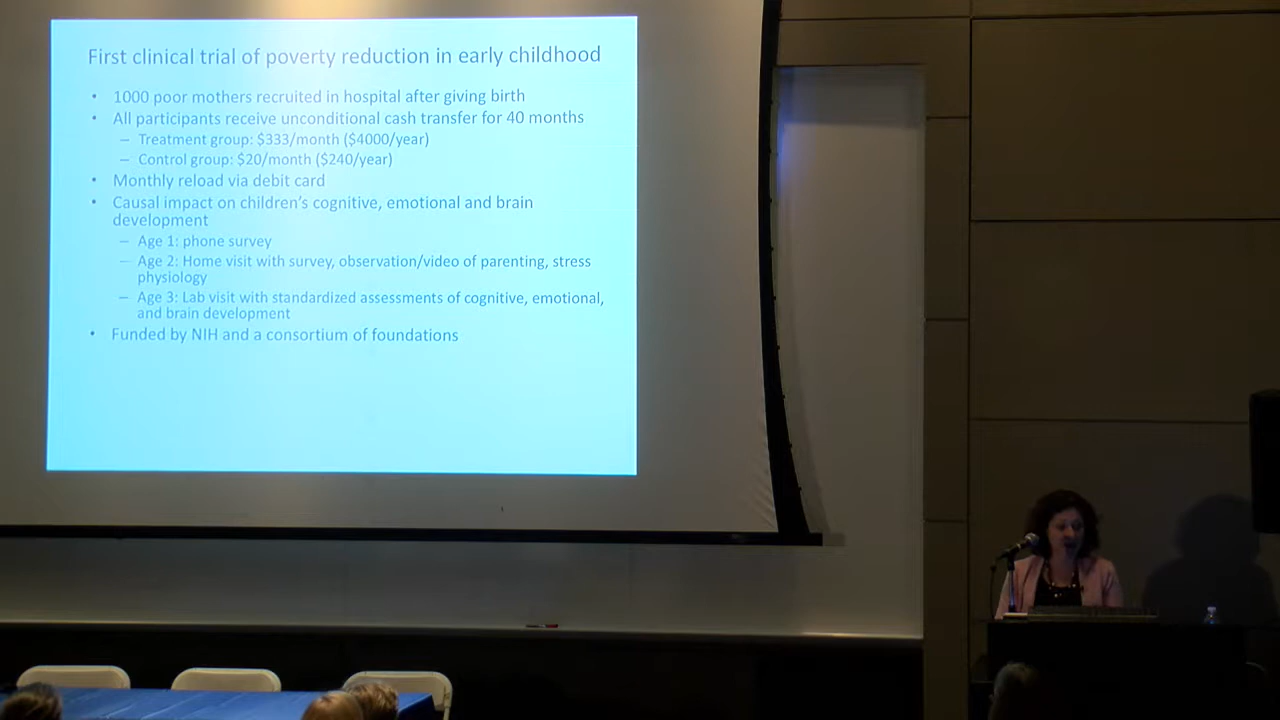 First clinical trial of poverty reduction in early childhood
• 1000 poor mothers recruited in hospital after giving birth
• All participants receive unconditional cash transfer for 40 months
– Treatment group: $333/month ($4000/year)
– Control group: $20/month ($240/year)
• Monthly reload via debit card
• Causal impact on children's cognitive, emotional and brain
development
– Age 1: phone survey
– Age 2: Home visit with survey, observation/video of parenting, stress
physiology
– Age 3: Lab visit with standardized assessments of cognitive, emotional,
and brain development
• Funded by NIH and a consortium of foundations